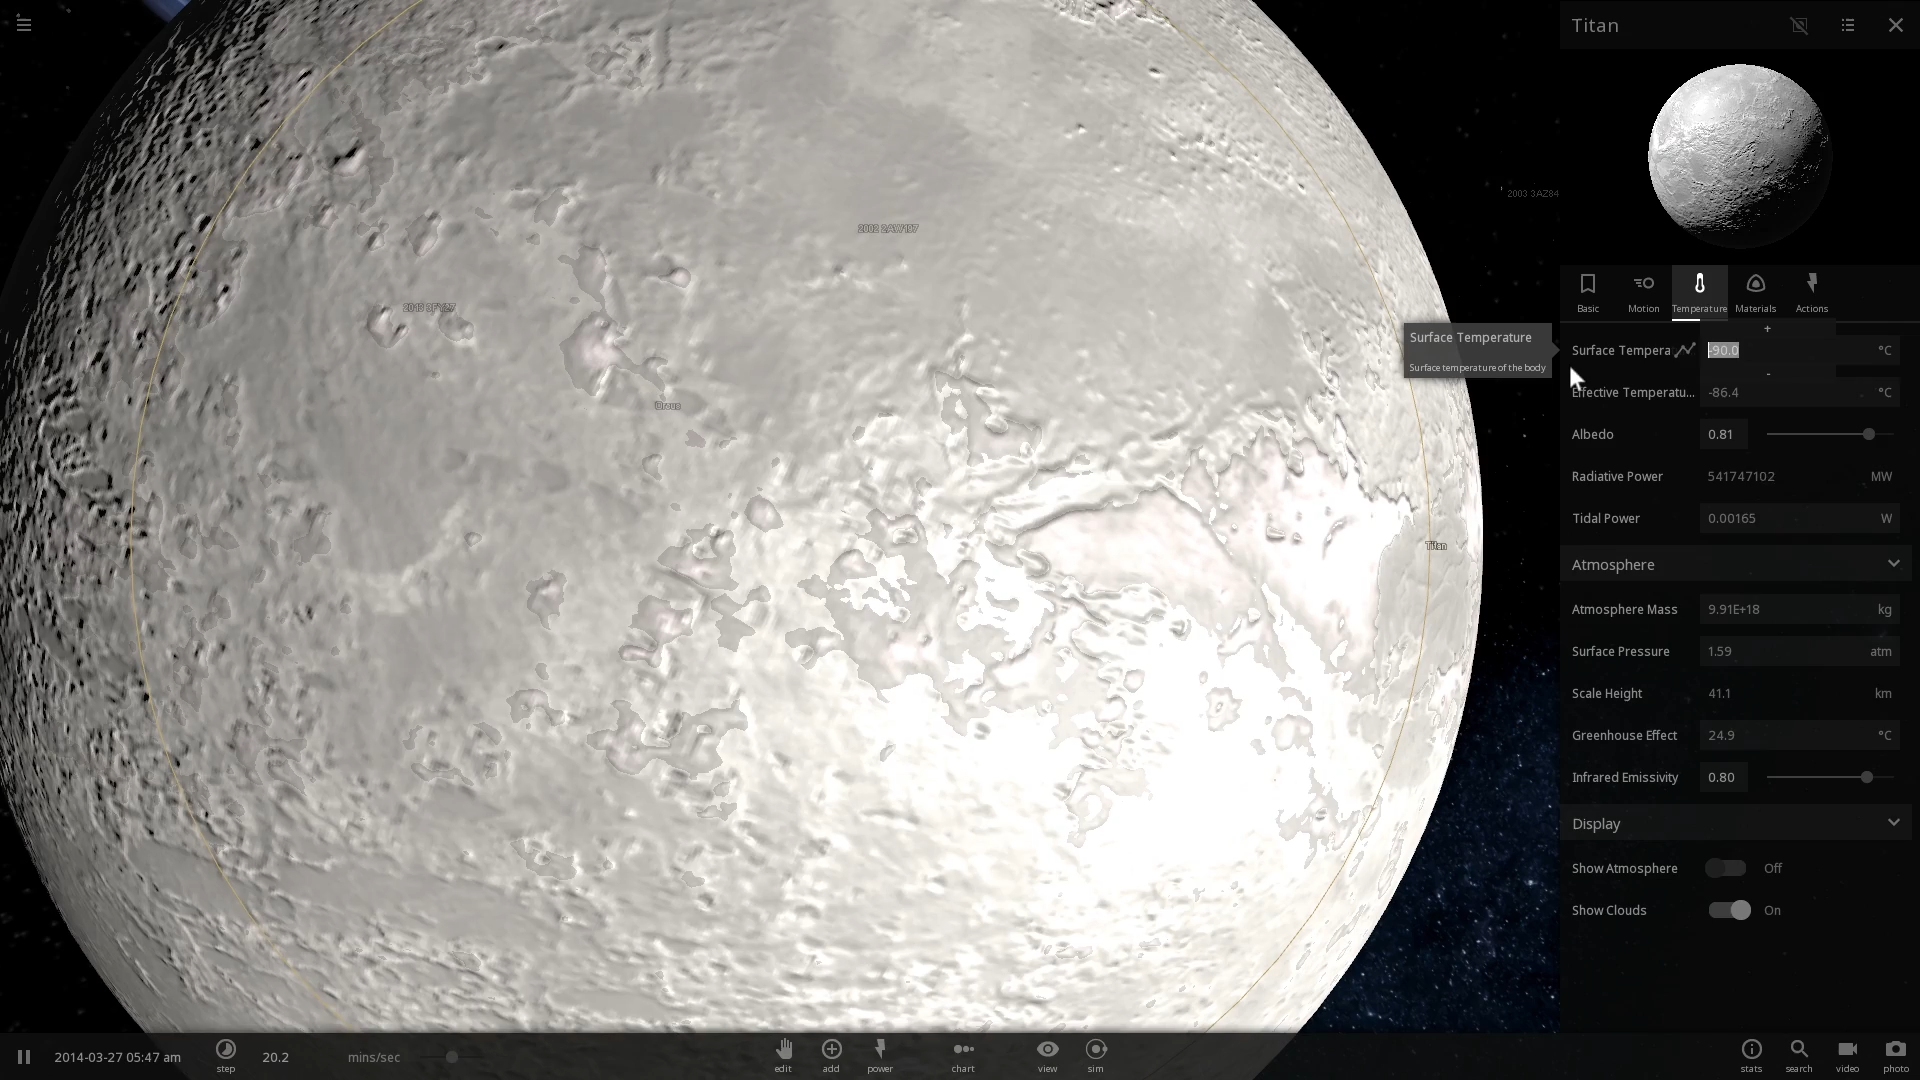 Titan
2003 3AZ84
Basic
Motion
Temperature
Materials
Actions
+
Surface Tempera
-90.0
°C
-
Surface Temperature
Surface temperature of the body
Effective Temperatu...
-86.4
°C
Albedo
0.81
Radiative Power
541747102
MW
Tidal Power
0.00165
W
Atmosphere
Atmosphere Mass
9.91E+18
kg
Surface Pressure
1.59
atm
Scale Height
41.1
km
Greenhouse Effect
24.9
°C
Infrared Emissivity
0.80
Display
Show Atmosphere
Off
Show Clouds
On
Orcus
Titan
2014-03-27 05:47 am
step
20.2
mins/sec
edit
add
power
chart
view
sim
stats
search
video
photo